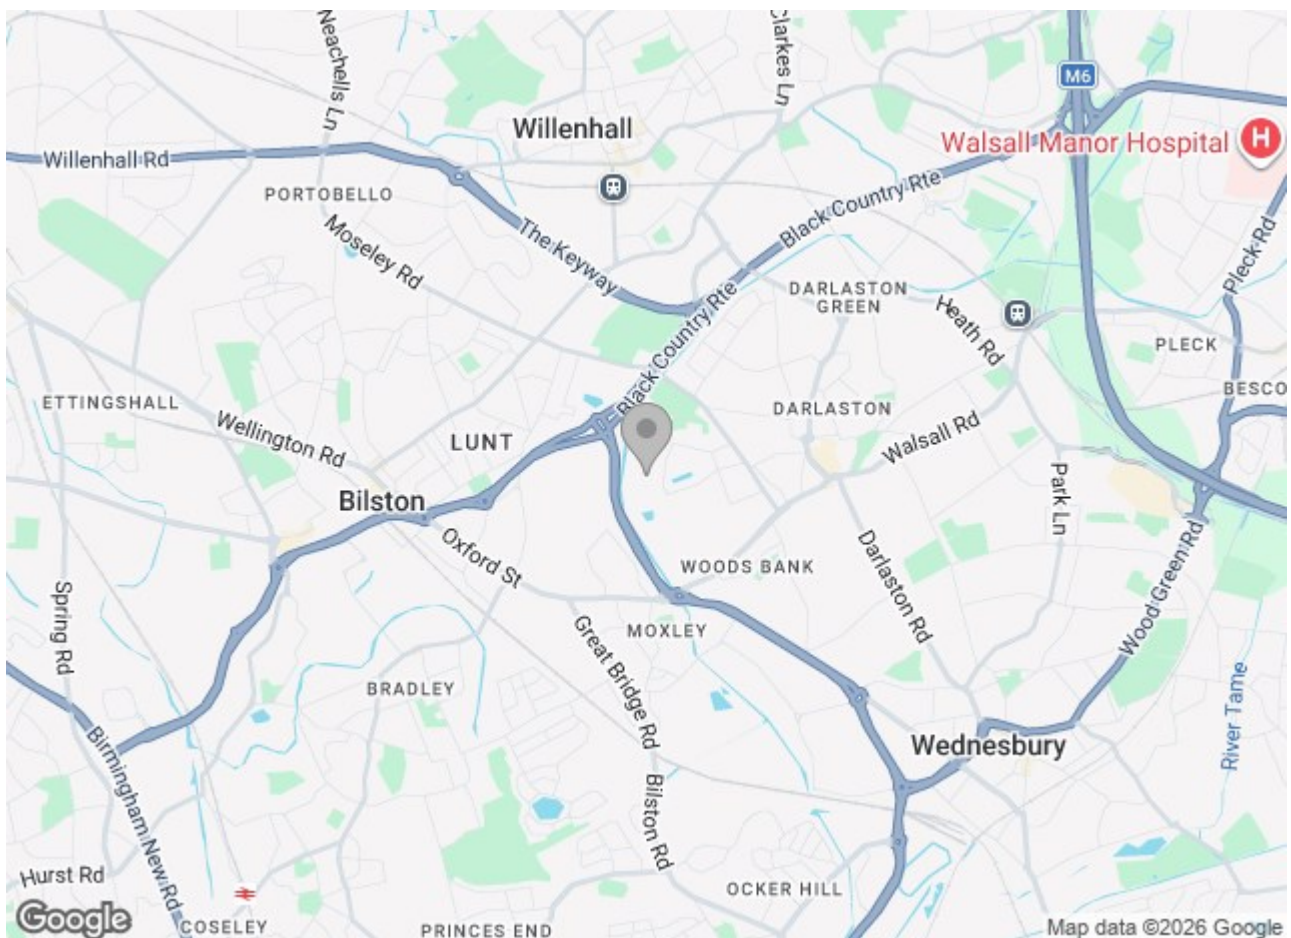 Neachells Ln
Clarkes Ln
M6
Willenhall
Walsall Manor Hospital
H
Willenhall Rd
PORTOBELLO
Black Country Rte
Moseley Rd
The Keyway
Pleck Rd
DARLASTON
GREEN
Heath Rd
Black Country Rte
PLECK
BESCO
ETTINGSHALL
Wellington Rd
LUNT
DARLASTON
Walsall Rd
Park Ln
Bilston
Oxford St
WOODS BANK
Darlaston Rd
Wood Green Rd
Spring Rd
MOXLEY
Great Bridge Rd
BRADLEY
River Tame
Wednesbury
Birmingham New Rd
Bilston Rd
Hurst Rd
OCKER HILL
Google
COSELEY
PRINCES END
Map data ©2026 Google